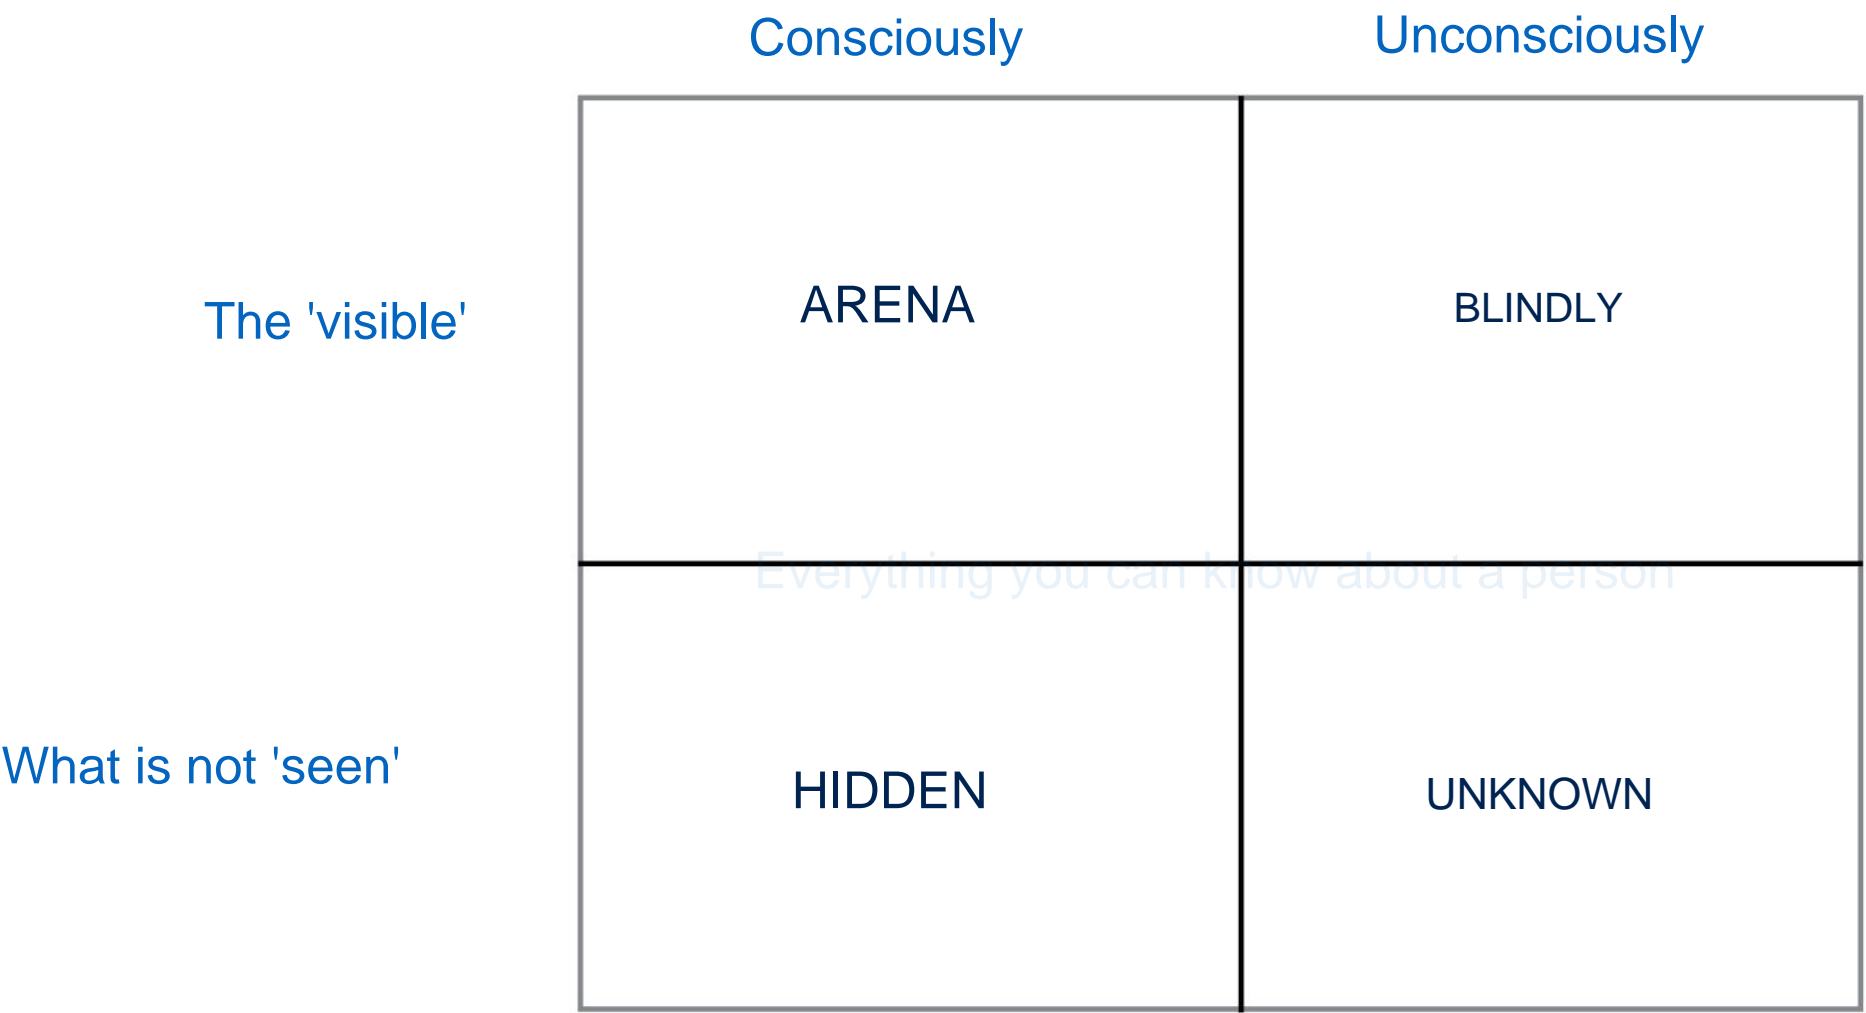 Consciously
Unconsciously
The 'visible'
ARENA
BLINDLY
Everything you can know about a person
What is not 'seen'
HIDDEN
UNKNOWN